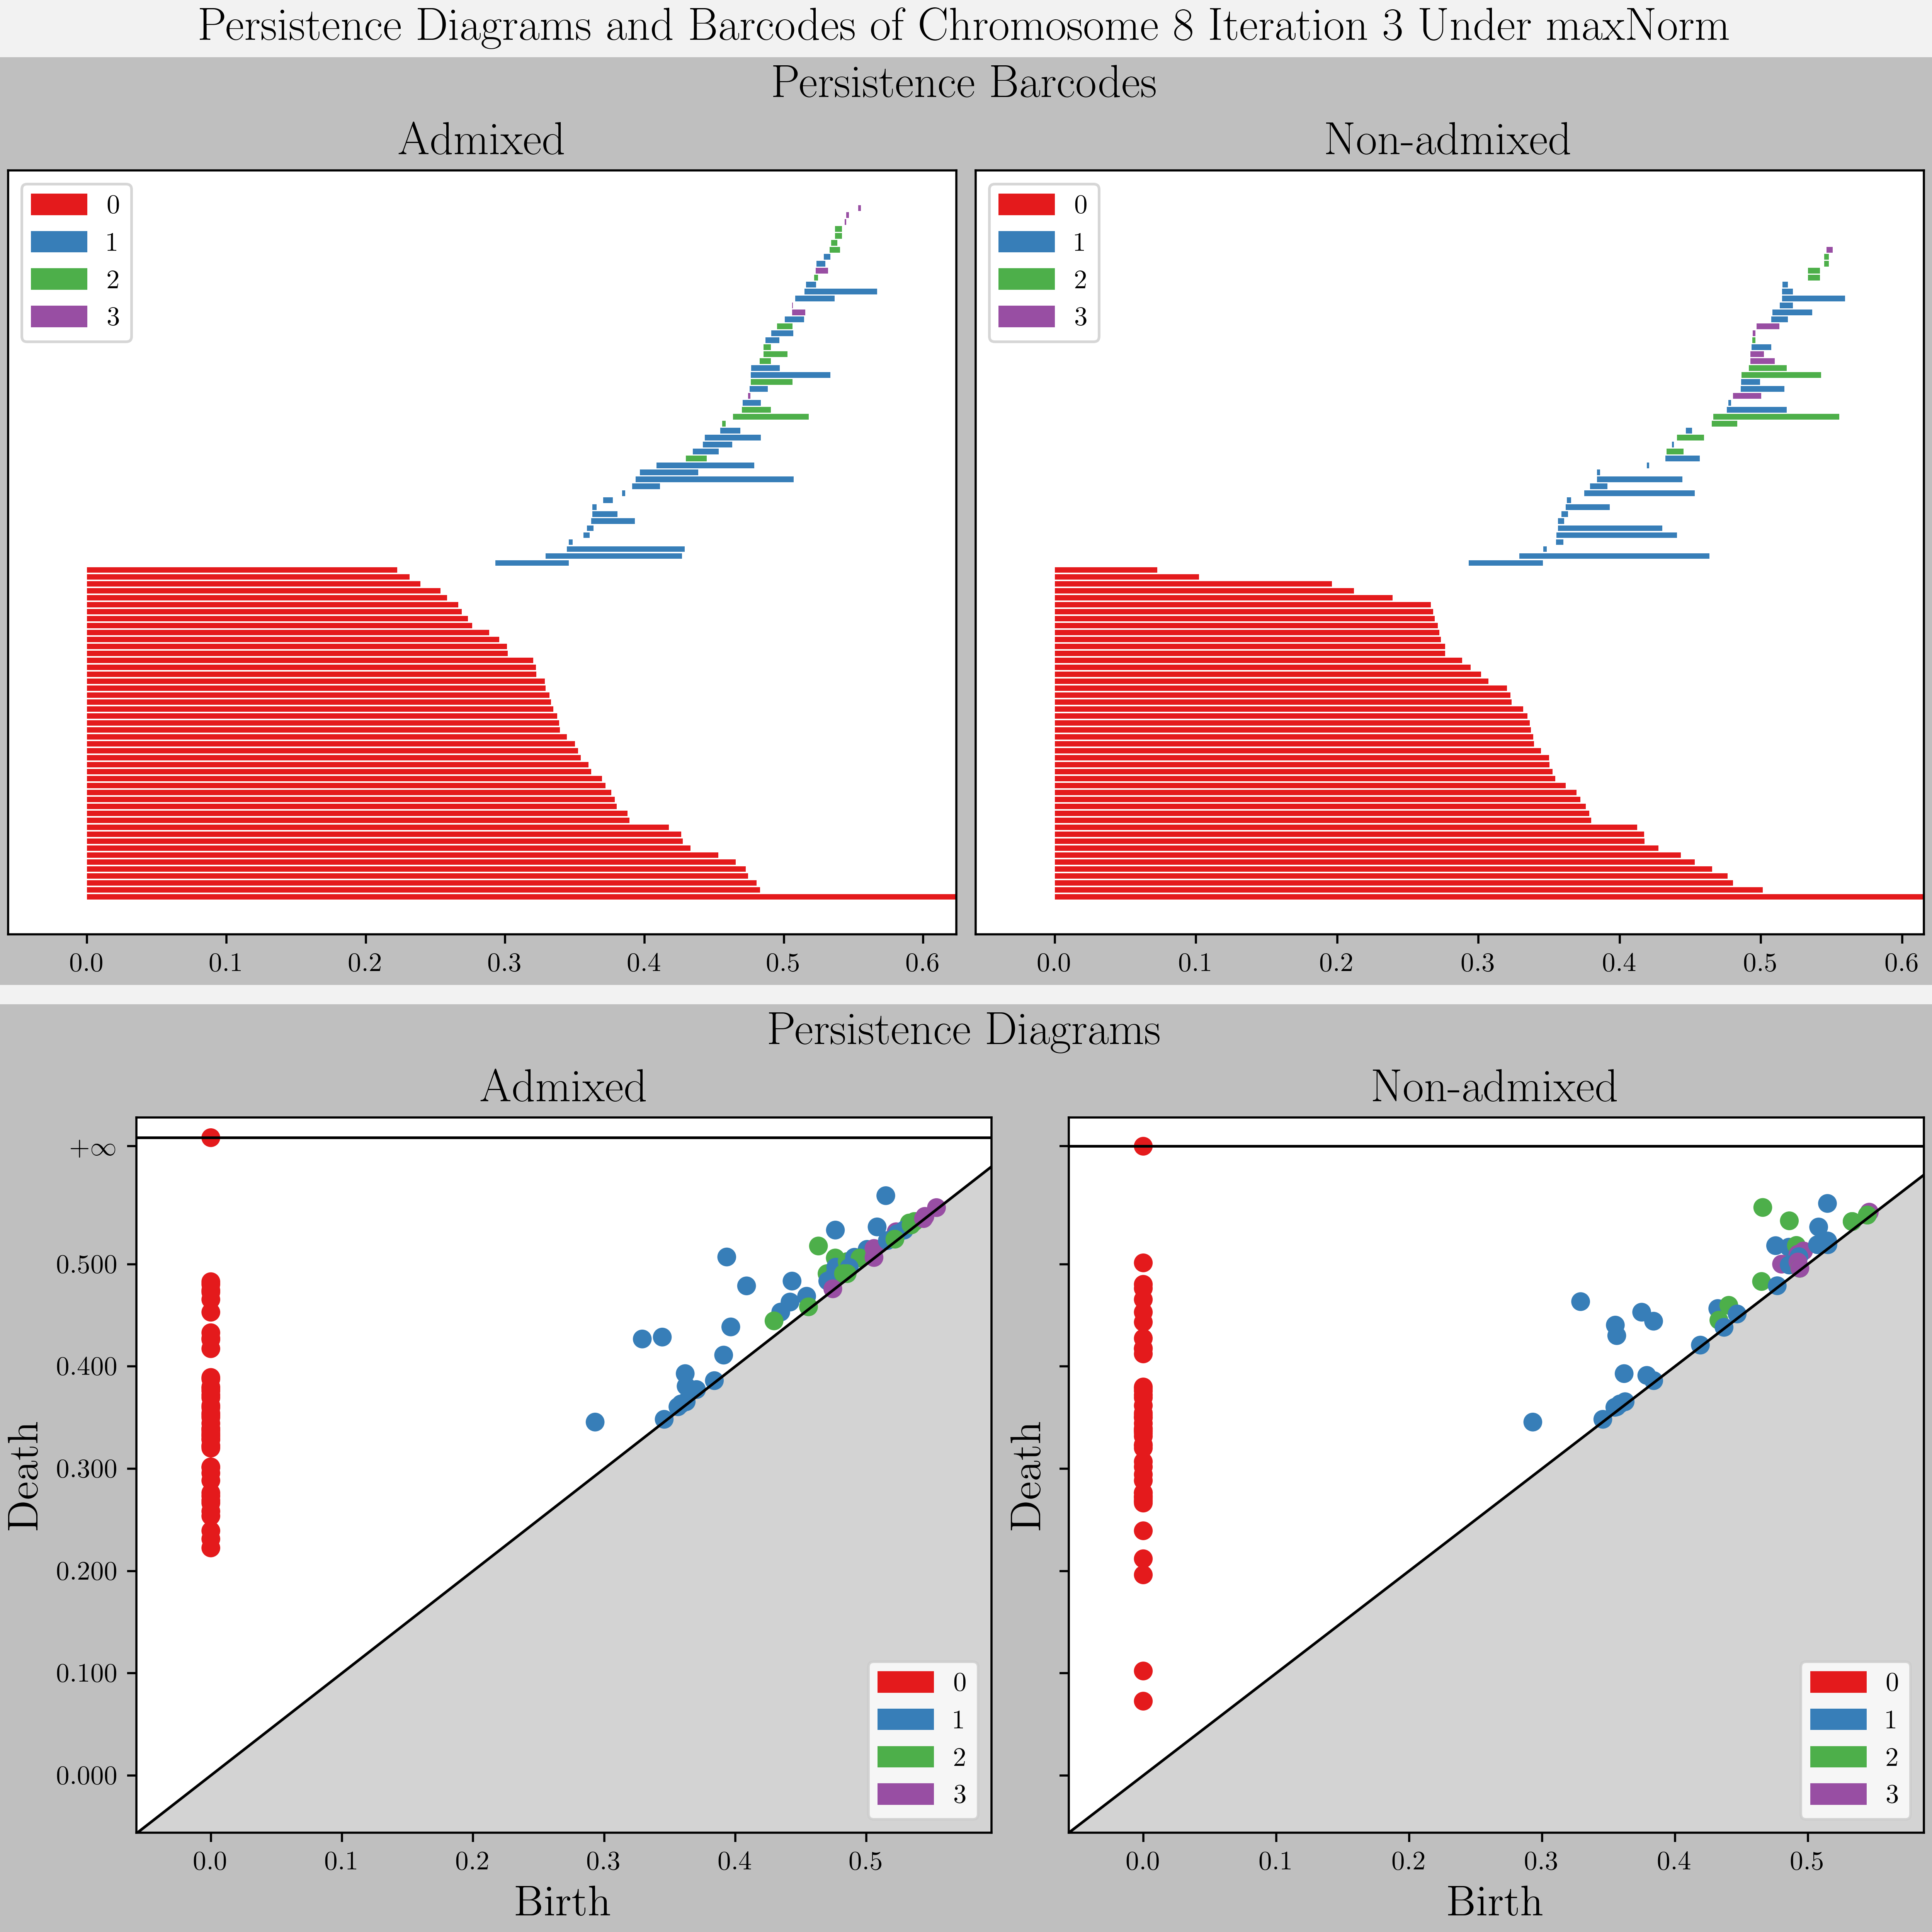 Persistence Diagrams and Barcodes of Chromosome 8 Iteration 3 Under maxNorm
Persistence Barcodes
Admixed
0
1
2
3
0.0 0.1 0.2 0.3 0.4 0.5 0.6
Non-admixed
0
1
2
3
0.0 0.1 0.2 0.3 0.4 0.5 0.6
Persistence Diagrams
Admixed
Death
+∞
0.500
0.400
0.300
0.200
0.100
0.000
0
1
2
3
0.0 0.1 0.2 0.3 0.4 0.5
Birth
Non-admixed
Death
0
1
2
3
0.0 0.1 0.2 0.3 0.4 0.5
Birth